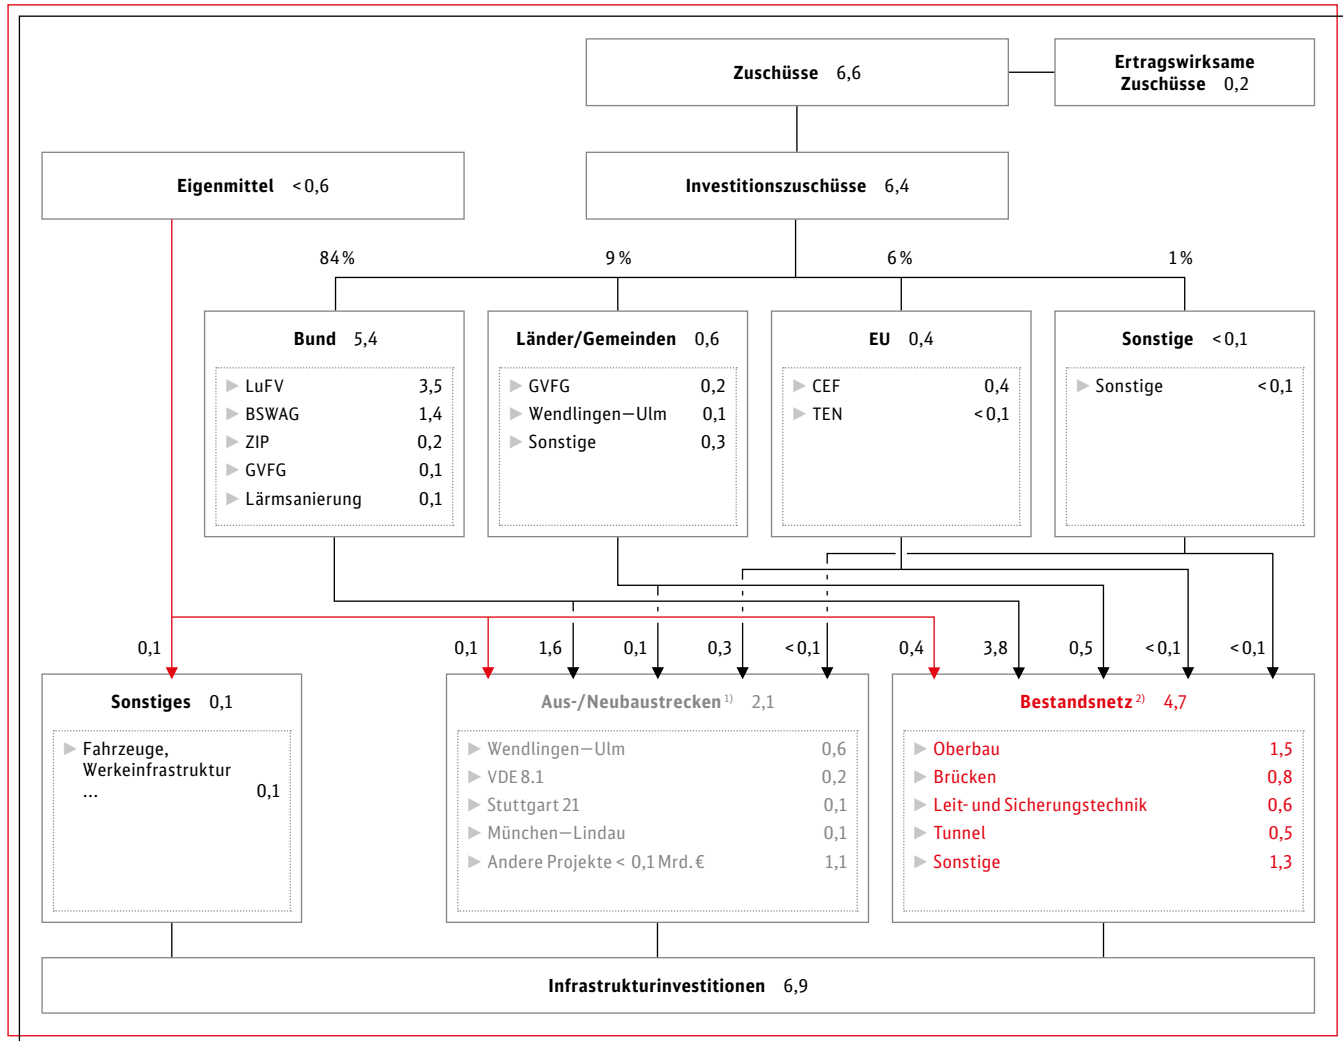 Zuschüsse 6,6
Ertragswirksame
Zuschüsse 0,2
Eigenmittel < 0,6
Investitionszuschüsse 6,4
84 %
9 %
6 %
1 %
Bund 5,4
▶ LuFV 3,5
▶ BSWAG 1,4
▶ ZIP 0,2
▶ GVFG 0,1
▶ Lärmsanierung 0,1
Länder/Gemeinden 0,6
▶ GVFG 0,2
▶ Wendlingen—Ulm 0,1
▶ Sonstige 0,3
EU 0,4
▶ CEF 0,4
▶ TEN < 0,1
Sonstige < 0,1
▶ Sonstige < 0,1
0,1
0,1
1,6
0,1
0,3
< 0,1
0,4
3,8
0,5
< 0,1
< 0,1
Sonstiges 0,1
▶ Fahrzeuge,
Werkeinfrastruktur
... 0,1
Aus-/Neubaustrecken 1) 2,1
▶ Wendlingen—Ulm 0,6
▶ VDE 8.1 0,2
▶ Stuttgart 21 0,1
▶ München—Lindau 0,1
▶ Andere Projekte < 0,1 Mrd. € 1,1
Bestandsnetz 2) 4,7
▶ Oberbau 1,5
▶ Brücken 0,8
▶ Leit- und Sicherungstechnik 0,6
▶ Tunnel 0,5
▶ Sonstige 1,3
Infrastrukturinvestitionen 6,9